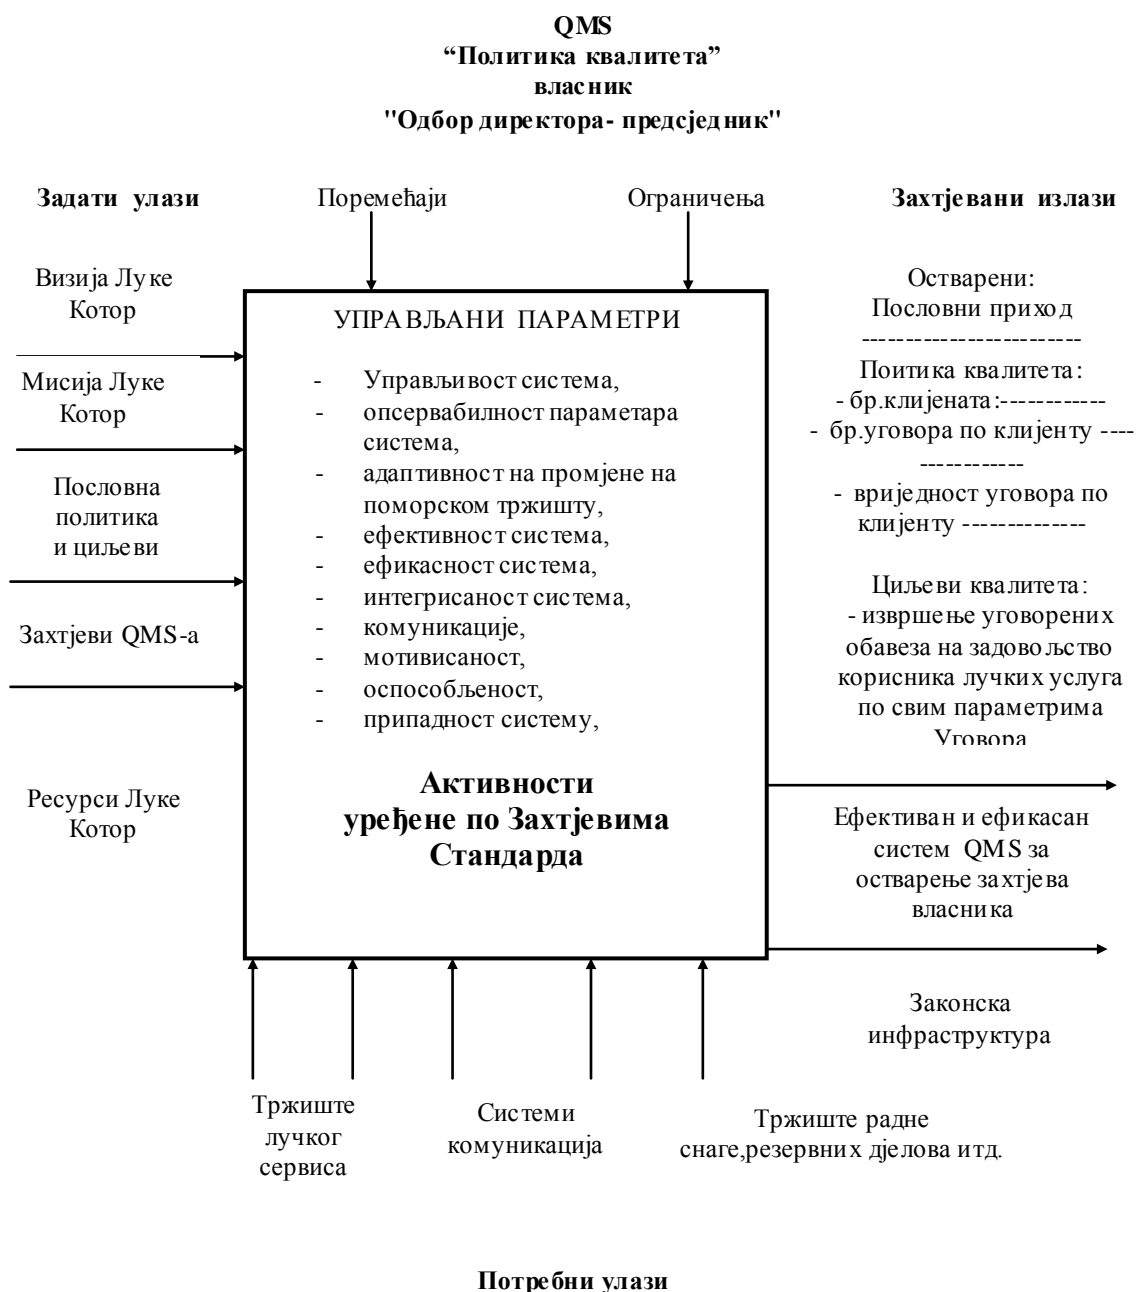 QMS
“Политика квалитета”
власник
"Одбор директора- предсједник"
Задати улази
Поремећаји
Ограничења
Захтјевани излази
Визија Луке
Котор
Мисија Луке
Котор
Пословна
политика
и циљеви
Захтјеви QMS-а
Ресурси Луке
Котор
УПРАВЉАНИ ПАРАМЕТРИ
- Управљивост система,
- опсервабилност параметара
система,
- адаптивност на промјене на
поморском тржишту,
- ефективност система,
- ефикасност система,
- интегрисаност система,
- комуникације,
- мотивисаност,
- оспособљеност,
- припадност систему,
Активности
уређене по Захтјевима
Стандарда
Остварени:
Пословни приход
--------------------------
Поитика квалитета:
- бр.клијената:------------
- бр.уговора по клијенту ----
------------
- вриједност уговора по
клијенту --------------
Циљеви квалитета:
- извршење уговорених
обавеза на задовољство
корисника лучких услуга
по свим параметрима
Уговора
Ефективан и ефикасан
систем QMS за
остварење захтјева
власника
Законска
инфраструктура
Тржиште
лучког
сервиса
Системи
комуникација
Тржиште радне
снаге,резервних дјелова итд.
Потребни улази